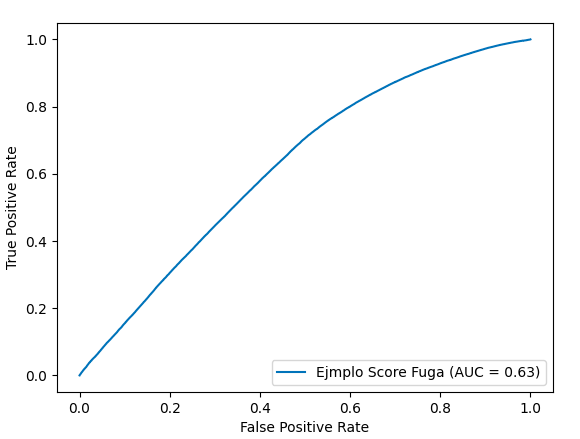 1.0
0.8
0.6
0.4
0.2
0.0
True Positive Rate
0.0 0.2 0.4 0.6 0.8 1.0
False Positive Rate
Ejmplo Score Fuga (AUC = 0.63)